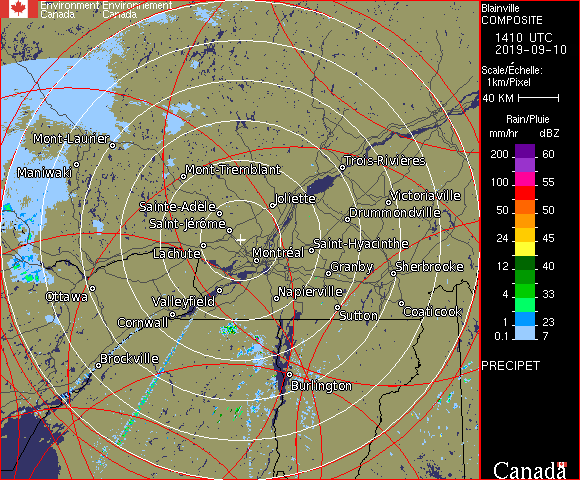 Environment Environnement
Canada Canada
Blainville
COMPOSITE
1410 UTC
2019-09-10
Scale/Échelle:
1km/Pixel
40 KM
Rain/Pluie
mm/hr dBZ
200 60
150 57
100 55
50 50
24 45
12 40
4 33
1 23
0.1 7
PRECIPET
Mont-Laurier
Maniwaki
Mont-Tremblant
Trois-Rivières
Joliette
Victoriaville
Sainte-Adèle
Drummondville
Saint-Jérôme
Lachute
Montréal
Saint-Hyacinthe
Granby
Sherbrooke
Ottawa
Valleyfield
Napierville
Cornwall
Sutton
Coaticook
Brockville
Burlington
Canada